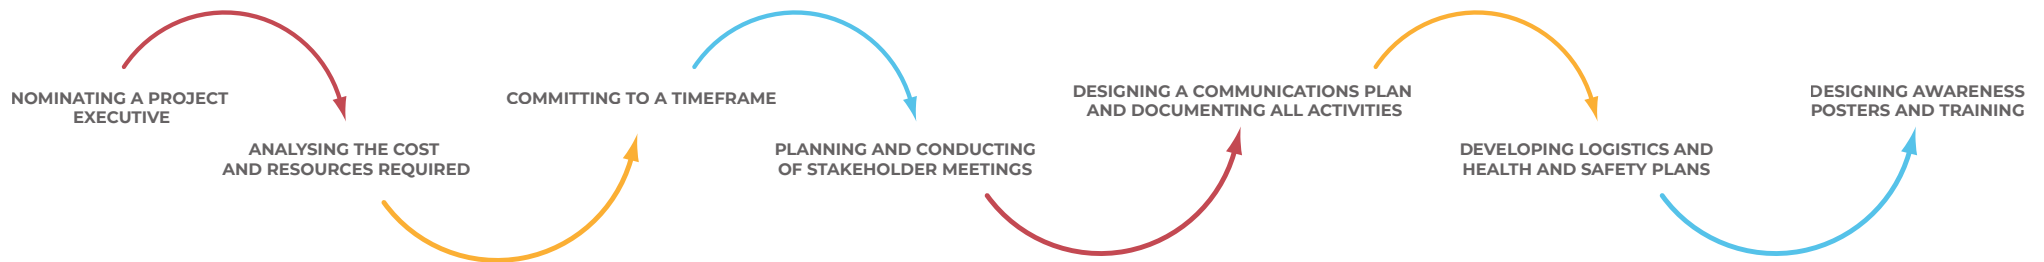 NOMINATING A PROJECT
EXECUTIVE
ANALYSING THE COST
AND RESOURCES REQUIRED
COMMITTING TO A TIMEFRAME
PLANNING AND CONDUCTING
OF STAKEHOLDER MEETINGS
DESIGNING A COMMUNICATIONS PLAN
AND DOCUMENTING ALL ACTIVITIES
DEVELOPING LOGISTICS AND
HEALTH AND SAFETY PLANS
DESIGNING AWARENESS
POSTERS AND TRAINING